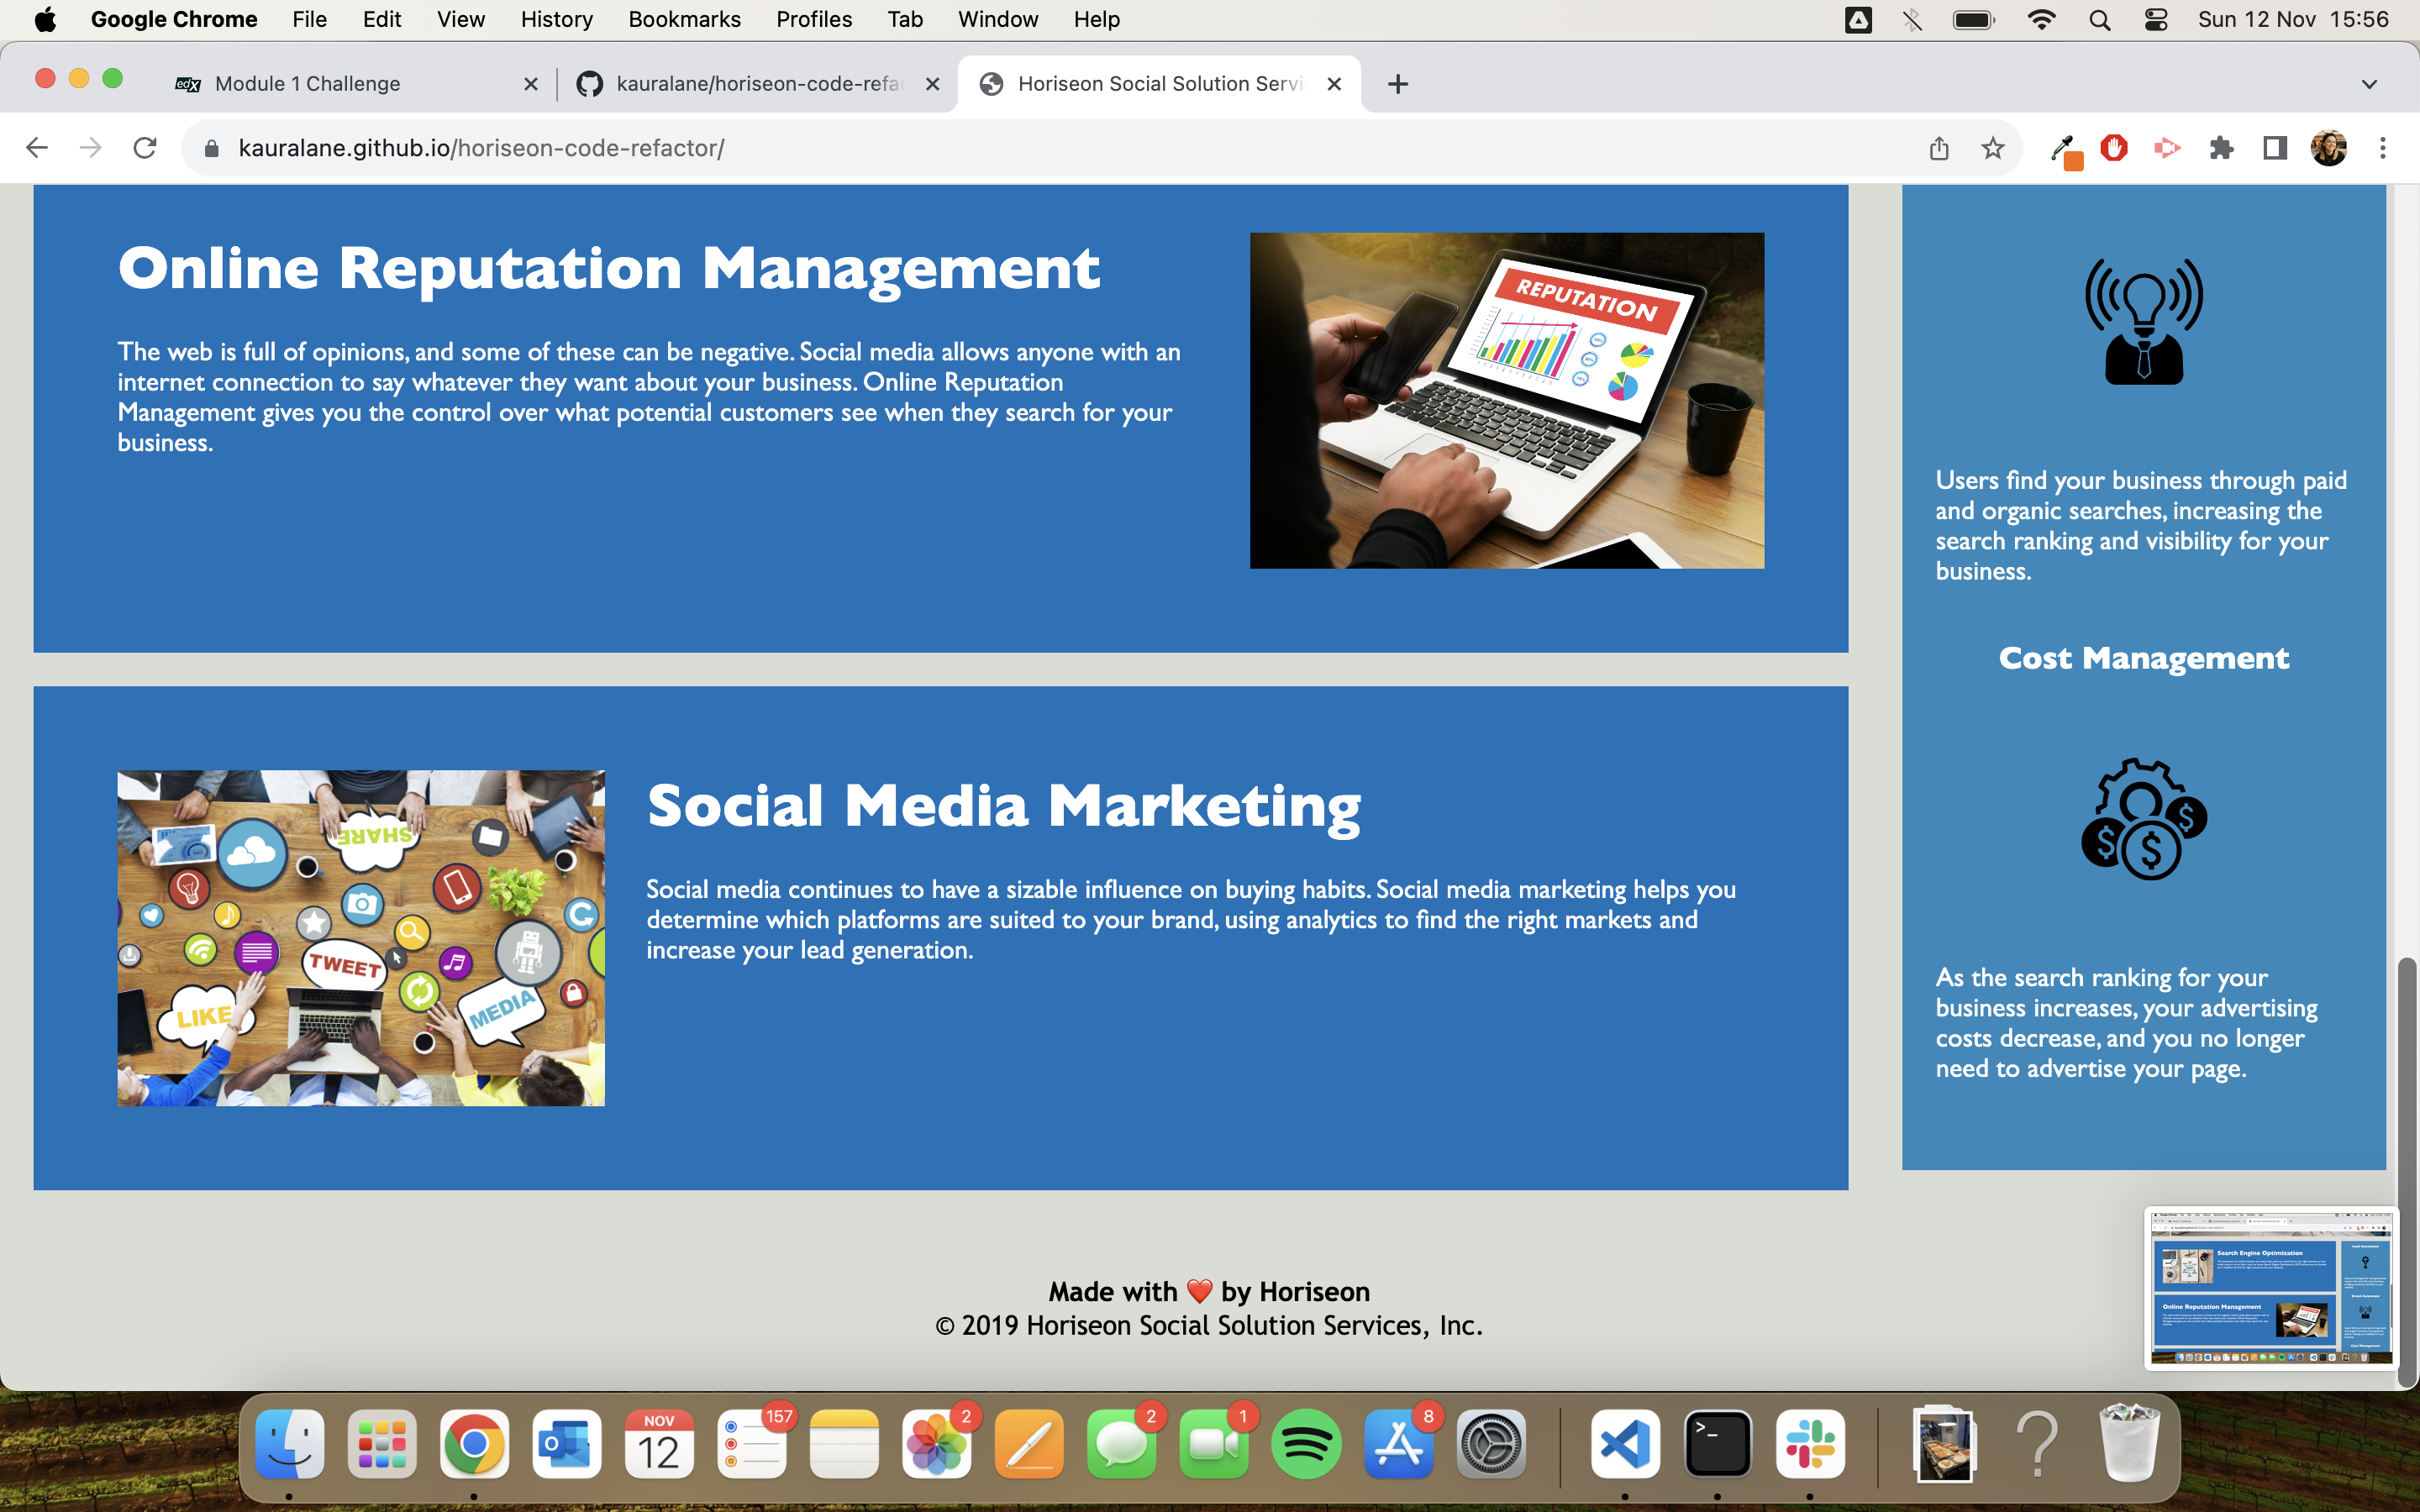 Google Chrome File Edit View History Bookmarks Profiles Tab Window Help Sun 12 Nov 15:56
edX Module 1 Challenge kauralane/horiseon-code-refa Horiseon Social Solution Servi
kauralane.github.io/horiseon-code-refactor/
Online Reputation Management
The web is full of opinions, and some of these can be negative. Social media allows anyone with an
internet connection to say whatever they want about your business. Online Reputation
Management gives you the control over what potential customers see when they search for your
business.
REPUTATION
Users find your business through paid
and organic searches, increasing the
search ranking and visibility for your
business.
Cost Management
$ $ $
As the search ranking for your
business increases, your advertising
costs decrease, and you no longer
need to advertise your page.
SHARE
TWEET
LIKE
MEDIA
Social Media Marketing
Social media continues to have a sizable influence on buying habits. Social media marketing helps you
determine which platforms are suited to your brand, using analytics to find the right markets and
increase your lead generation.
Made with ❤️ by Horiseon
© 2019 Horiseon Social Solution Services, Inc.
Search Engine Optimization
Online Reputation Management
NOV
12
157
2
2
1
8